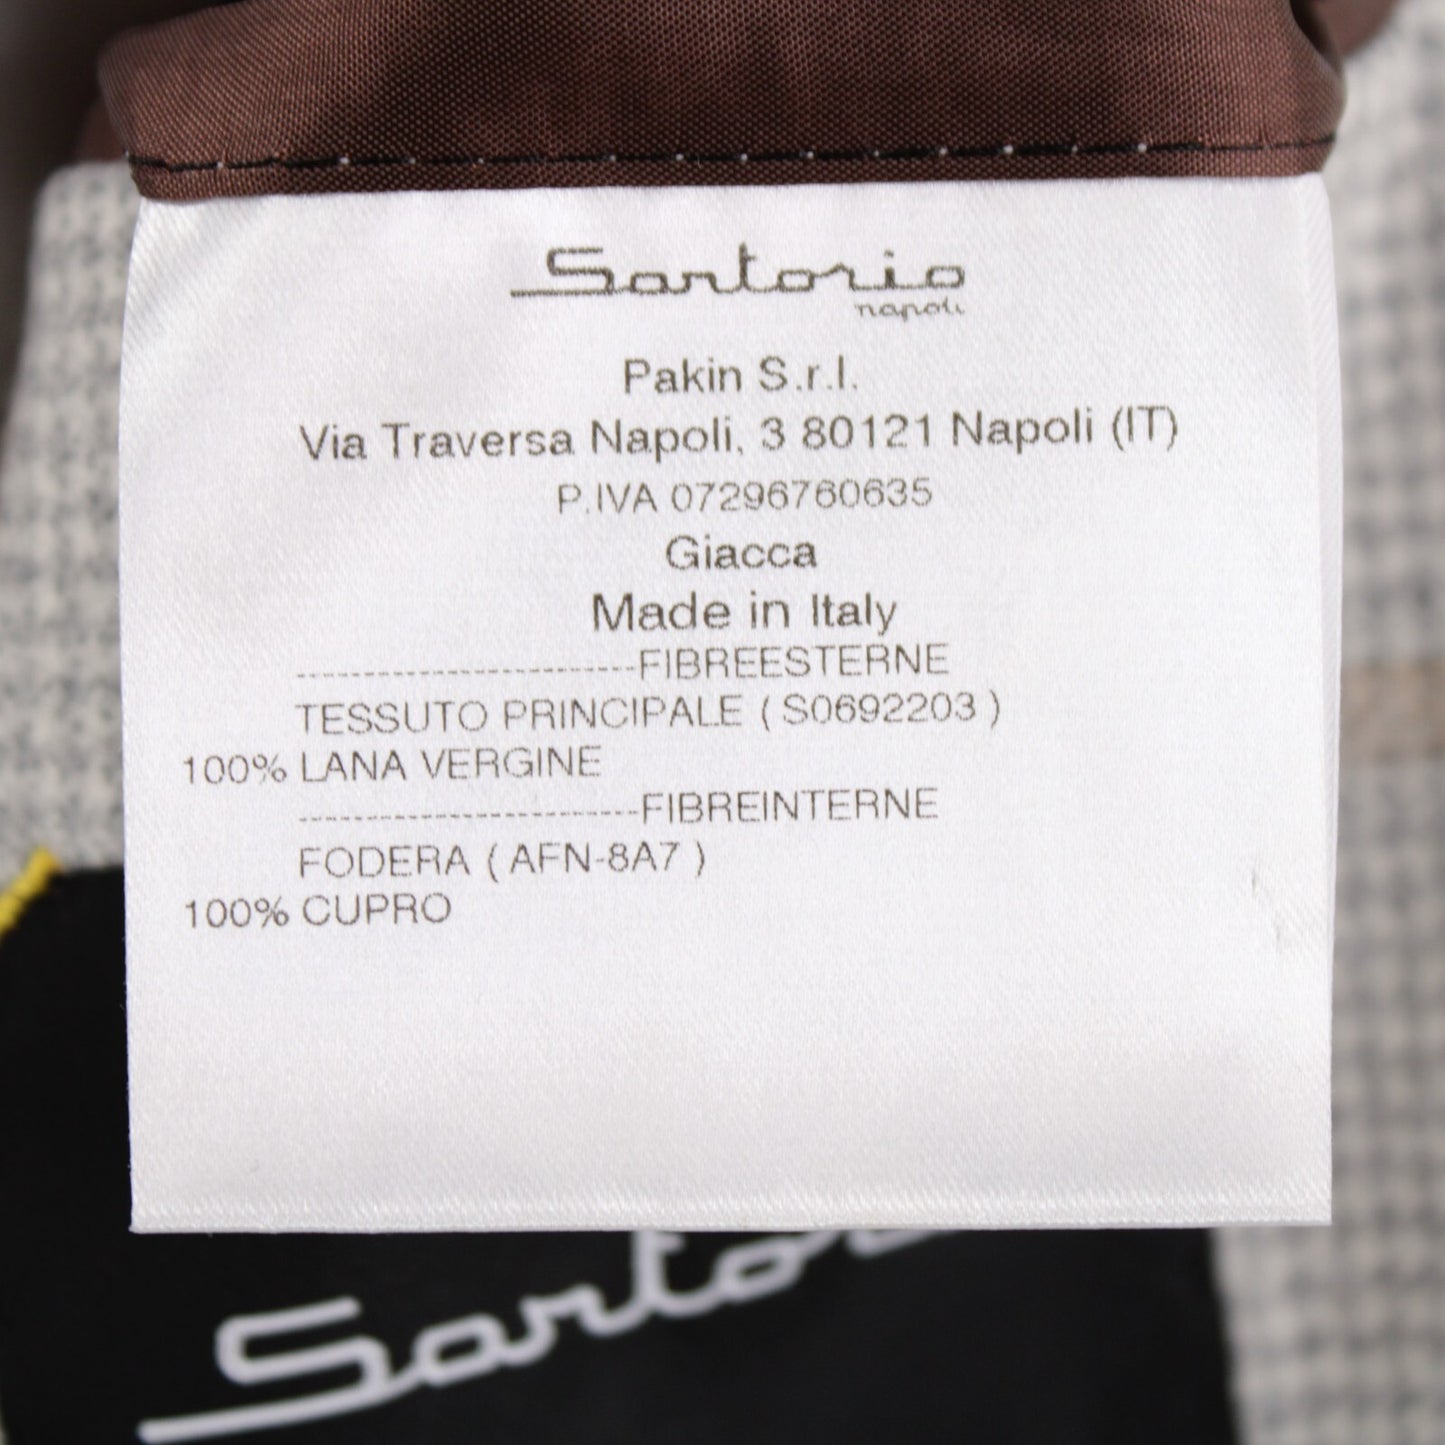 Sartorio
napoli
Pakin S.r.l.
Via Traversa Napoli, 3 80121 Napoli (IT)
P.IVA 07296760635
Giacca
Made in Italy
-------------------------FIBREESTERNE
TESSUTO PRINCIPALE ( S0692203 )
100% LANA VERGINE
-------------------------FIBREINTERNE
FODERA ( AFN-8A7 )
100% CUPRO
Sartorio